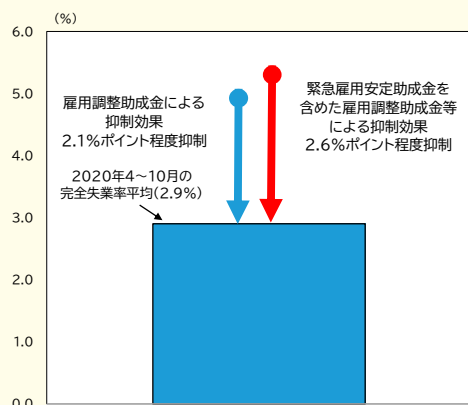 (%)
6.0
5.0
4.0
3.0
2.0
1.0
0.0
雇用調整助成金による
抑制効果
2.1%ポイント程度抑制
2020年4~10月の
完全失業率平均(2.9%)
緊急雇用安定助成金を
含めた雇用調整助成金等
による抑制効果
2.6%ポイント程度抑制